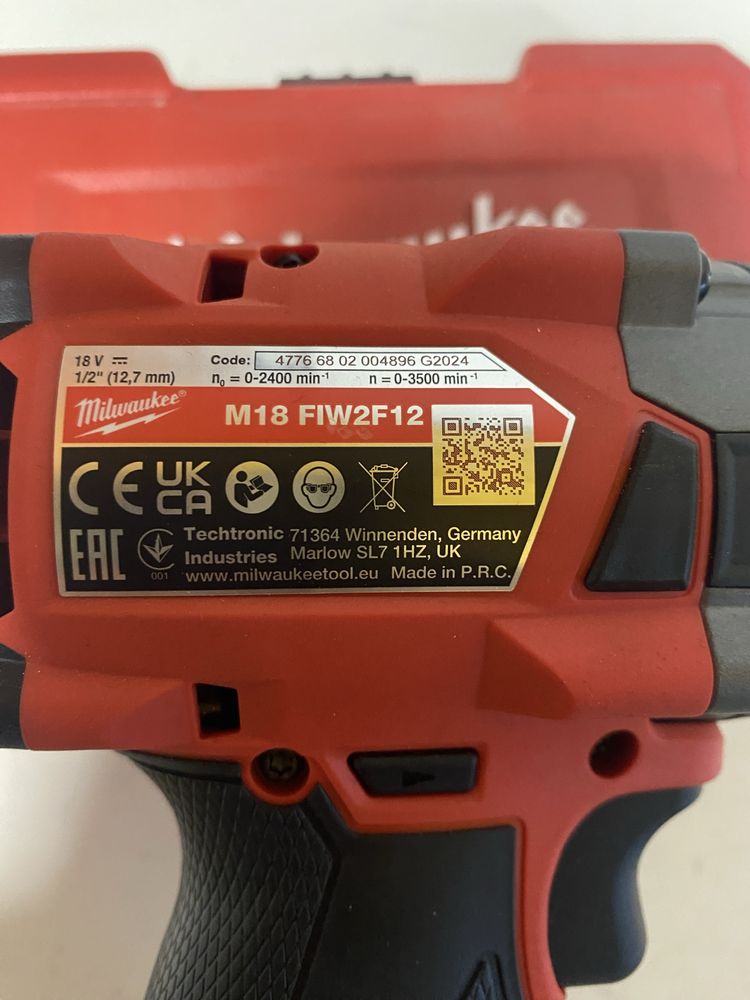 18 V ⎓ Code: 4776 68 02 004896 G2024
1/2" (12,7 mm) n₀ = 0-2400 min⁻¹ n = 0-3500 min⁻¹
Milwaukee®
M18 FIW2F12
CE UK CA
EAC 001
Techtronic Industries
71364 Winnenden, Germany
Marlow SL7 1HZ, UK
www.milwaukeetool.eu Made in P.R.C.